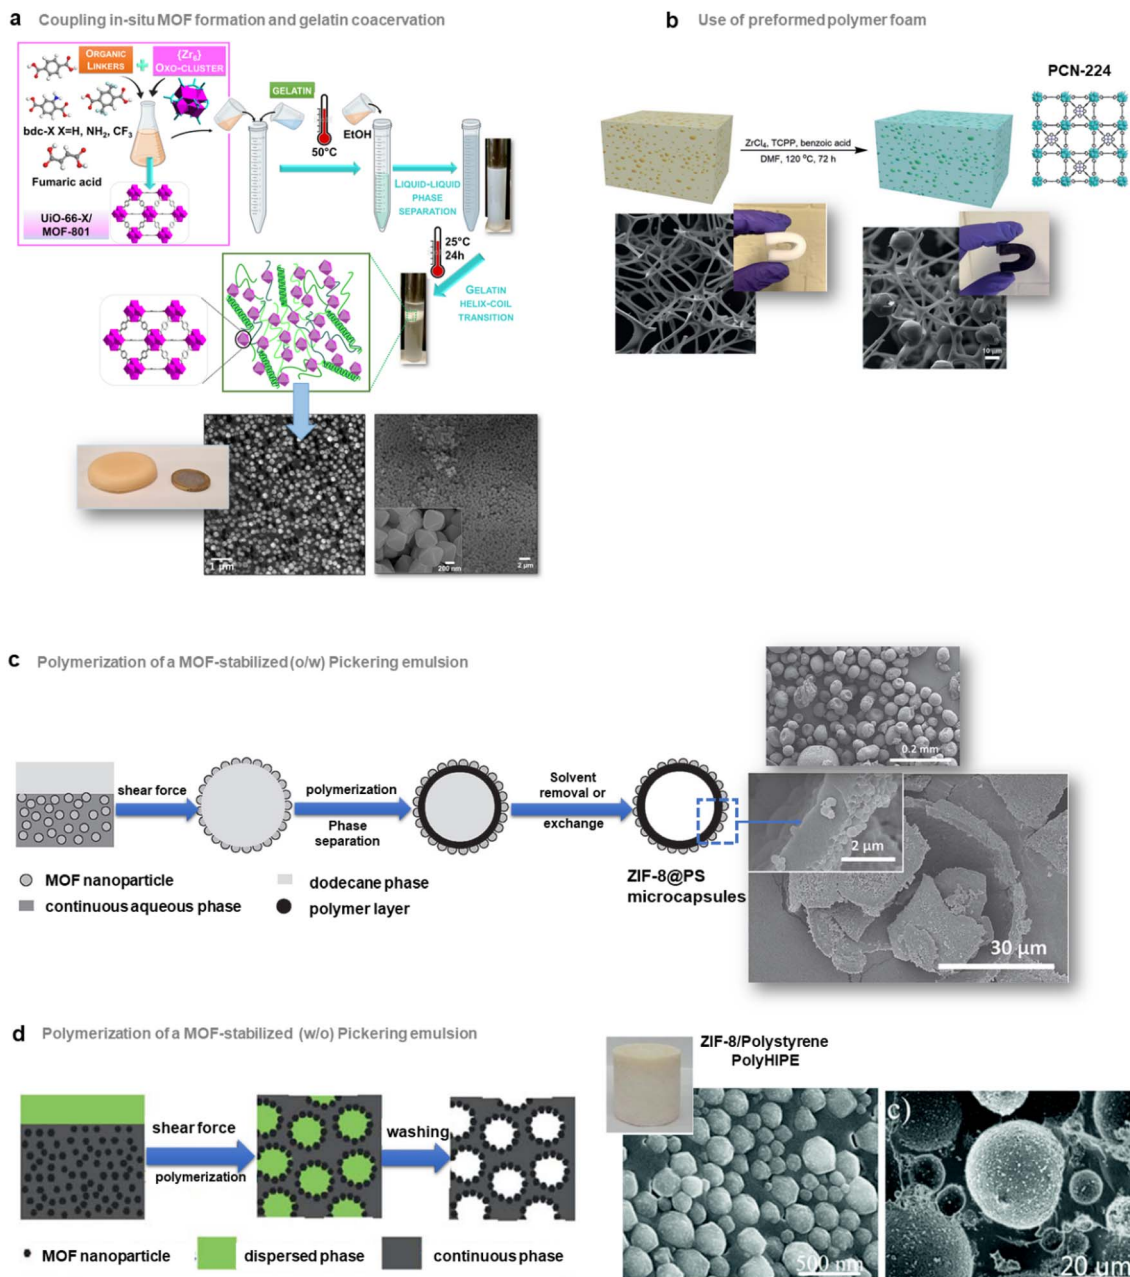 a Coupling in-situ MOF formation and gelatin coacervation
ORGANIC
LINKERS
+
{Zr6}
OXO-CLUSTER
bdc-X X=H, NH2, CF3
Fumaric acid
UiO-66-X/
MOF-801
GELATIN
50°C
EtOH
LIQUID-LIQUID
PHASE
SEPARATION
25°C
24h
GELATIN
HELIX-COIL
TRANSITION
1 µm
200 nm
2 µm
b Use of preformed polymer foam
PCN-224
ZrCl4, TCPP, benzoic acid
DMF, 120 °C, 72 h
10 µm
c Polymerization of a MOF-stabilized (o/w) Pickering emulsion
shear force
polymerization
Phase
separation
Solvent
removal or
exchange
MOF nanoparticle
continuous aqueous phase
dodecane phase
polymer layer
ZIF-8@PS
microcapsules
0.2 mm
2 µm
30 µm
d Polymerization of a MOF-stabilized (w/o) Pickering emulsion
shear force
polymerization
washing
MOF nanoparticle
dispersed phase
continuous phase
ZIF-8/Polystyrene
PolyHIPE
500 nm
c)
20 µm